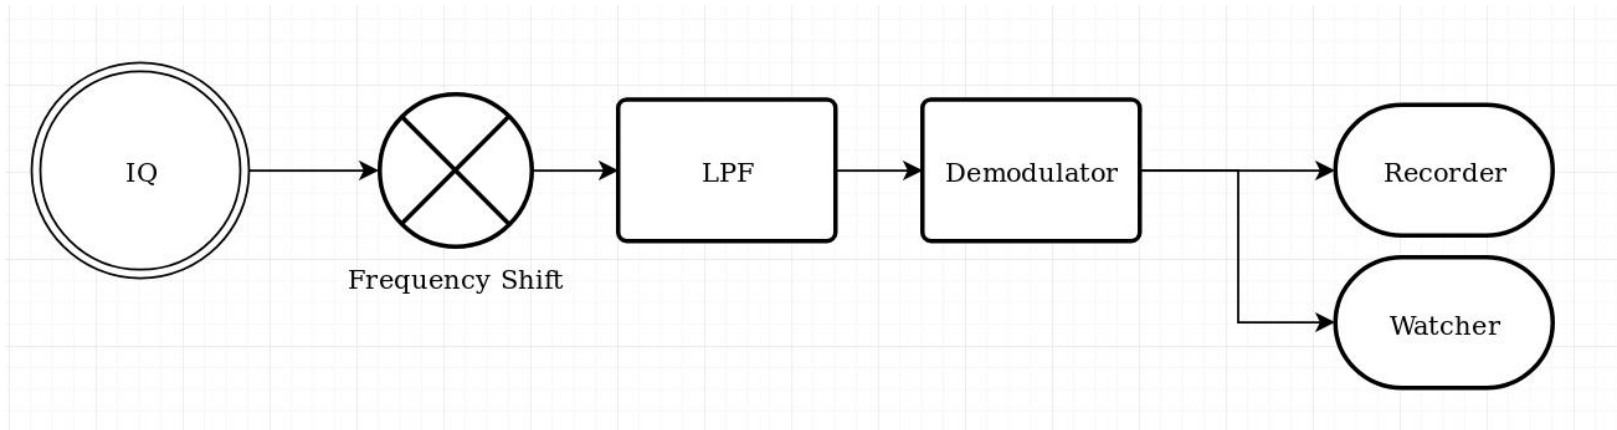 IQ
Frequency Shift
LPF
Demodulator
Recorder
Watcher